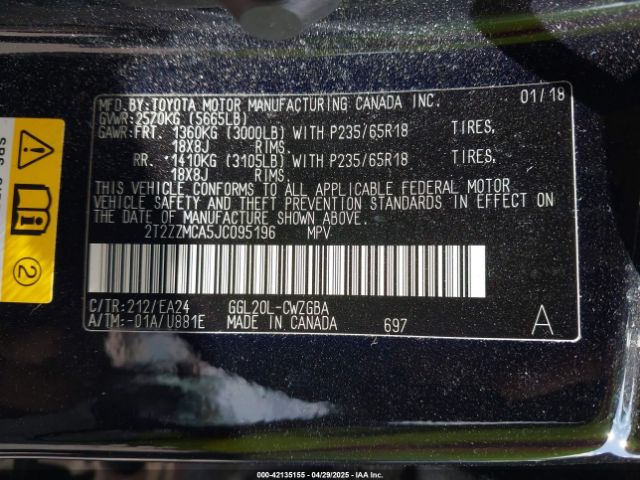 MFD. BY: TOYOTA MOTOR MANUFACTURING CANADA INC. 01/18
GVWR: 2570KG (5665LB)
GAWR: FRT. 1360KG (3000LB) WITH P235/65R18 TIRES,
18X8J RIMS.
RR. 1410KG (3105LB) WITH P235/65R18 TIRES,
18X8J RIMS.
THIS VEHICLE CONFORMS TO ALL APPLICABLE FEDERAL MOTOR
VEHICLE SAFETY AND THEFT PREVENTION STANDARDS IN EFFECT ON
THE DATE OF MANUFACTURE SHOWN ABOVE.
2T2ZZMCA5JC095196 MPV
C/TR: 212/EA24 GGL20L-CWZGBA
A/TM: -01A/U881E MADE IN CANADA 697 A
2
000-42135155 - 04/29/2025 - IAA Inc.